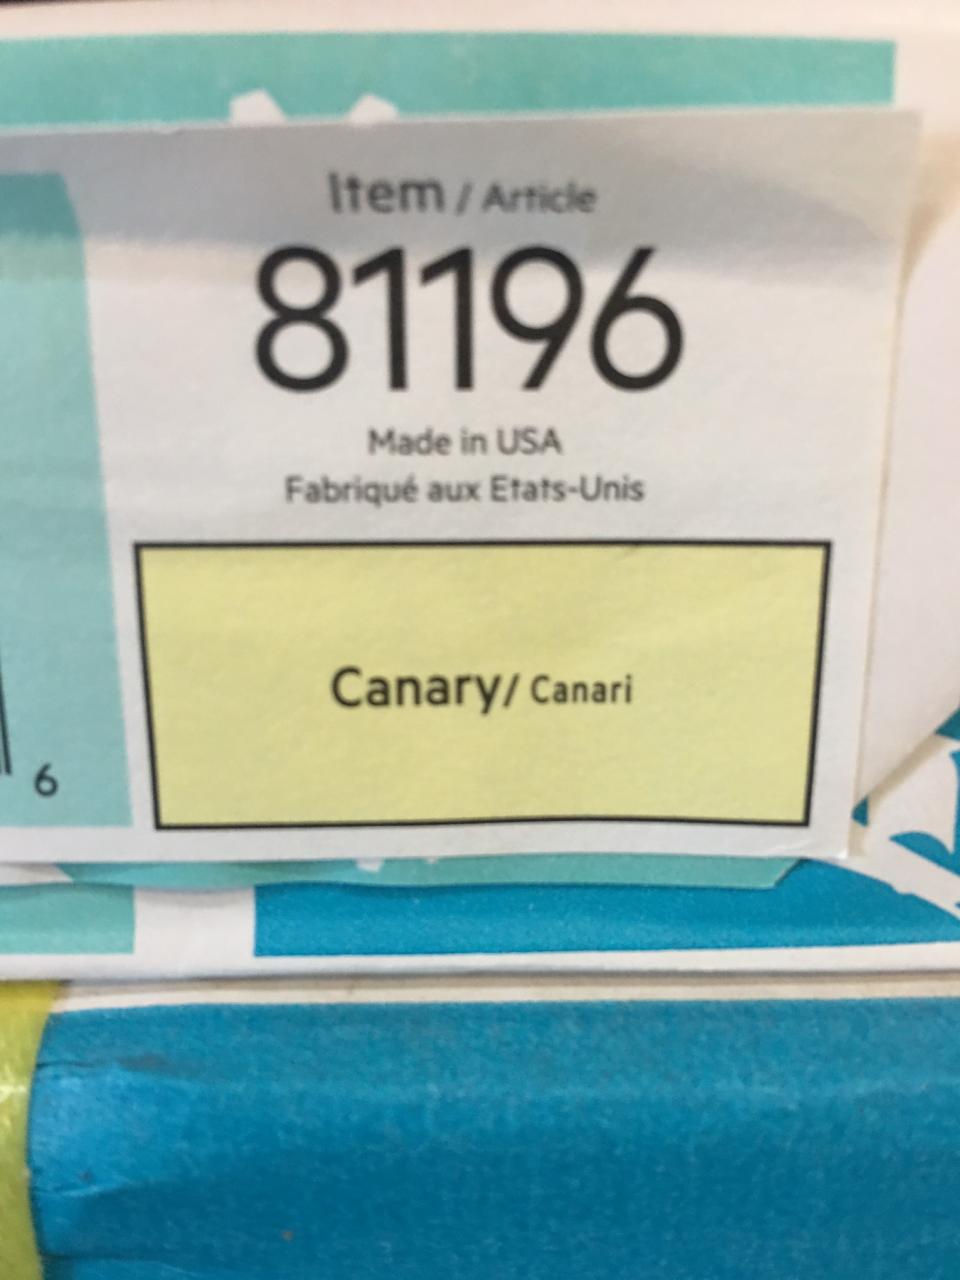 Item / Article
81196
Made in USA
Fabriqué aux Etats-Unis
Canary/ Canari
6